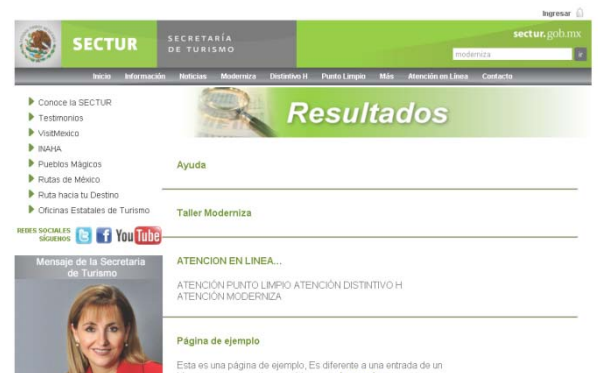 Ingresar
SECTUR
SECRETARÍA
DE TURISMO
sectur.gob.mx
moderniza
Inicio Información Noticias Moderniza Distintivo H Punto Limpio Más Atención en Línea Contacto
Conoce la SECTUR
Testimonios
VisitMexico
INAHA
Pueblos Mágicos
Rutas de México
Ruta hacia tu Destino
Oficinas Estatales de Turismo
REDES SOCIALES
SÍGUENOS
You Tube
Mensaje de la Secretaria
de Turismo
Resultados
Ayuda
Taller Moderniza
ATENCION EN LINEA...
ATENCIÓN PUNTO LIMPIO ATENCIÓN DISTINTIVO H
ATENCIÓN MODERNIZA
Página de ejemplo
Esta es una página de ejemplo, Es diferente a una entrada de un